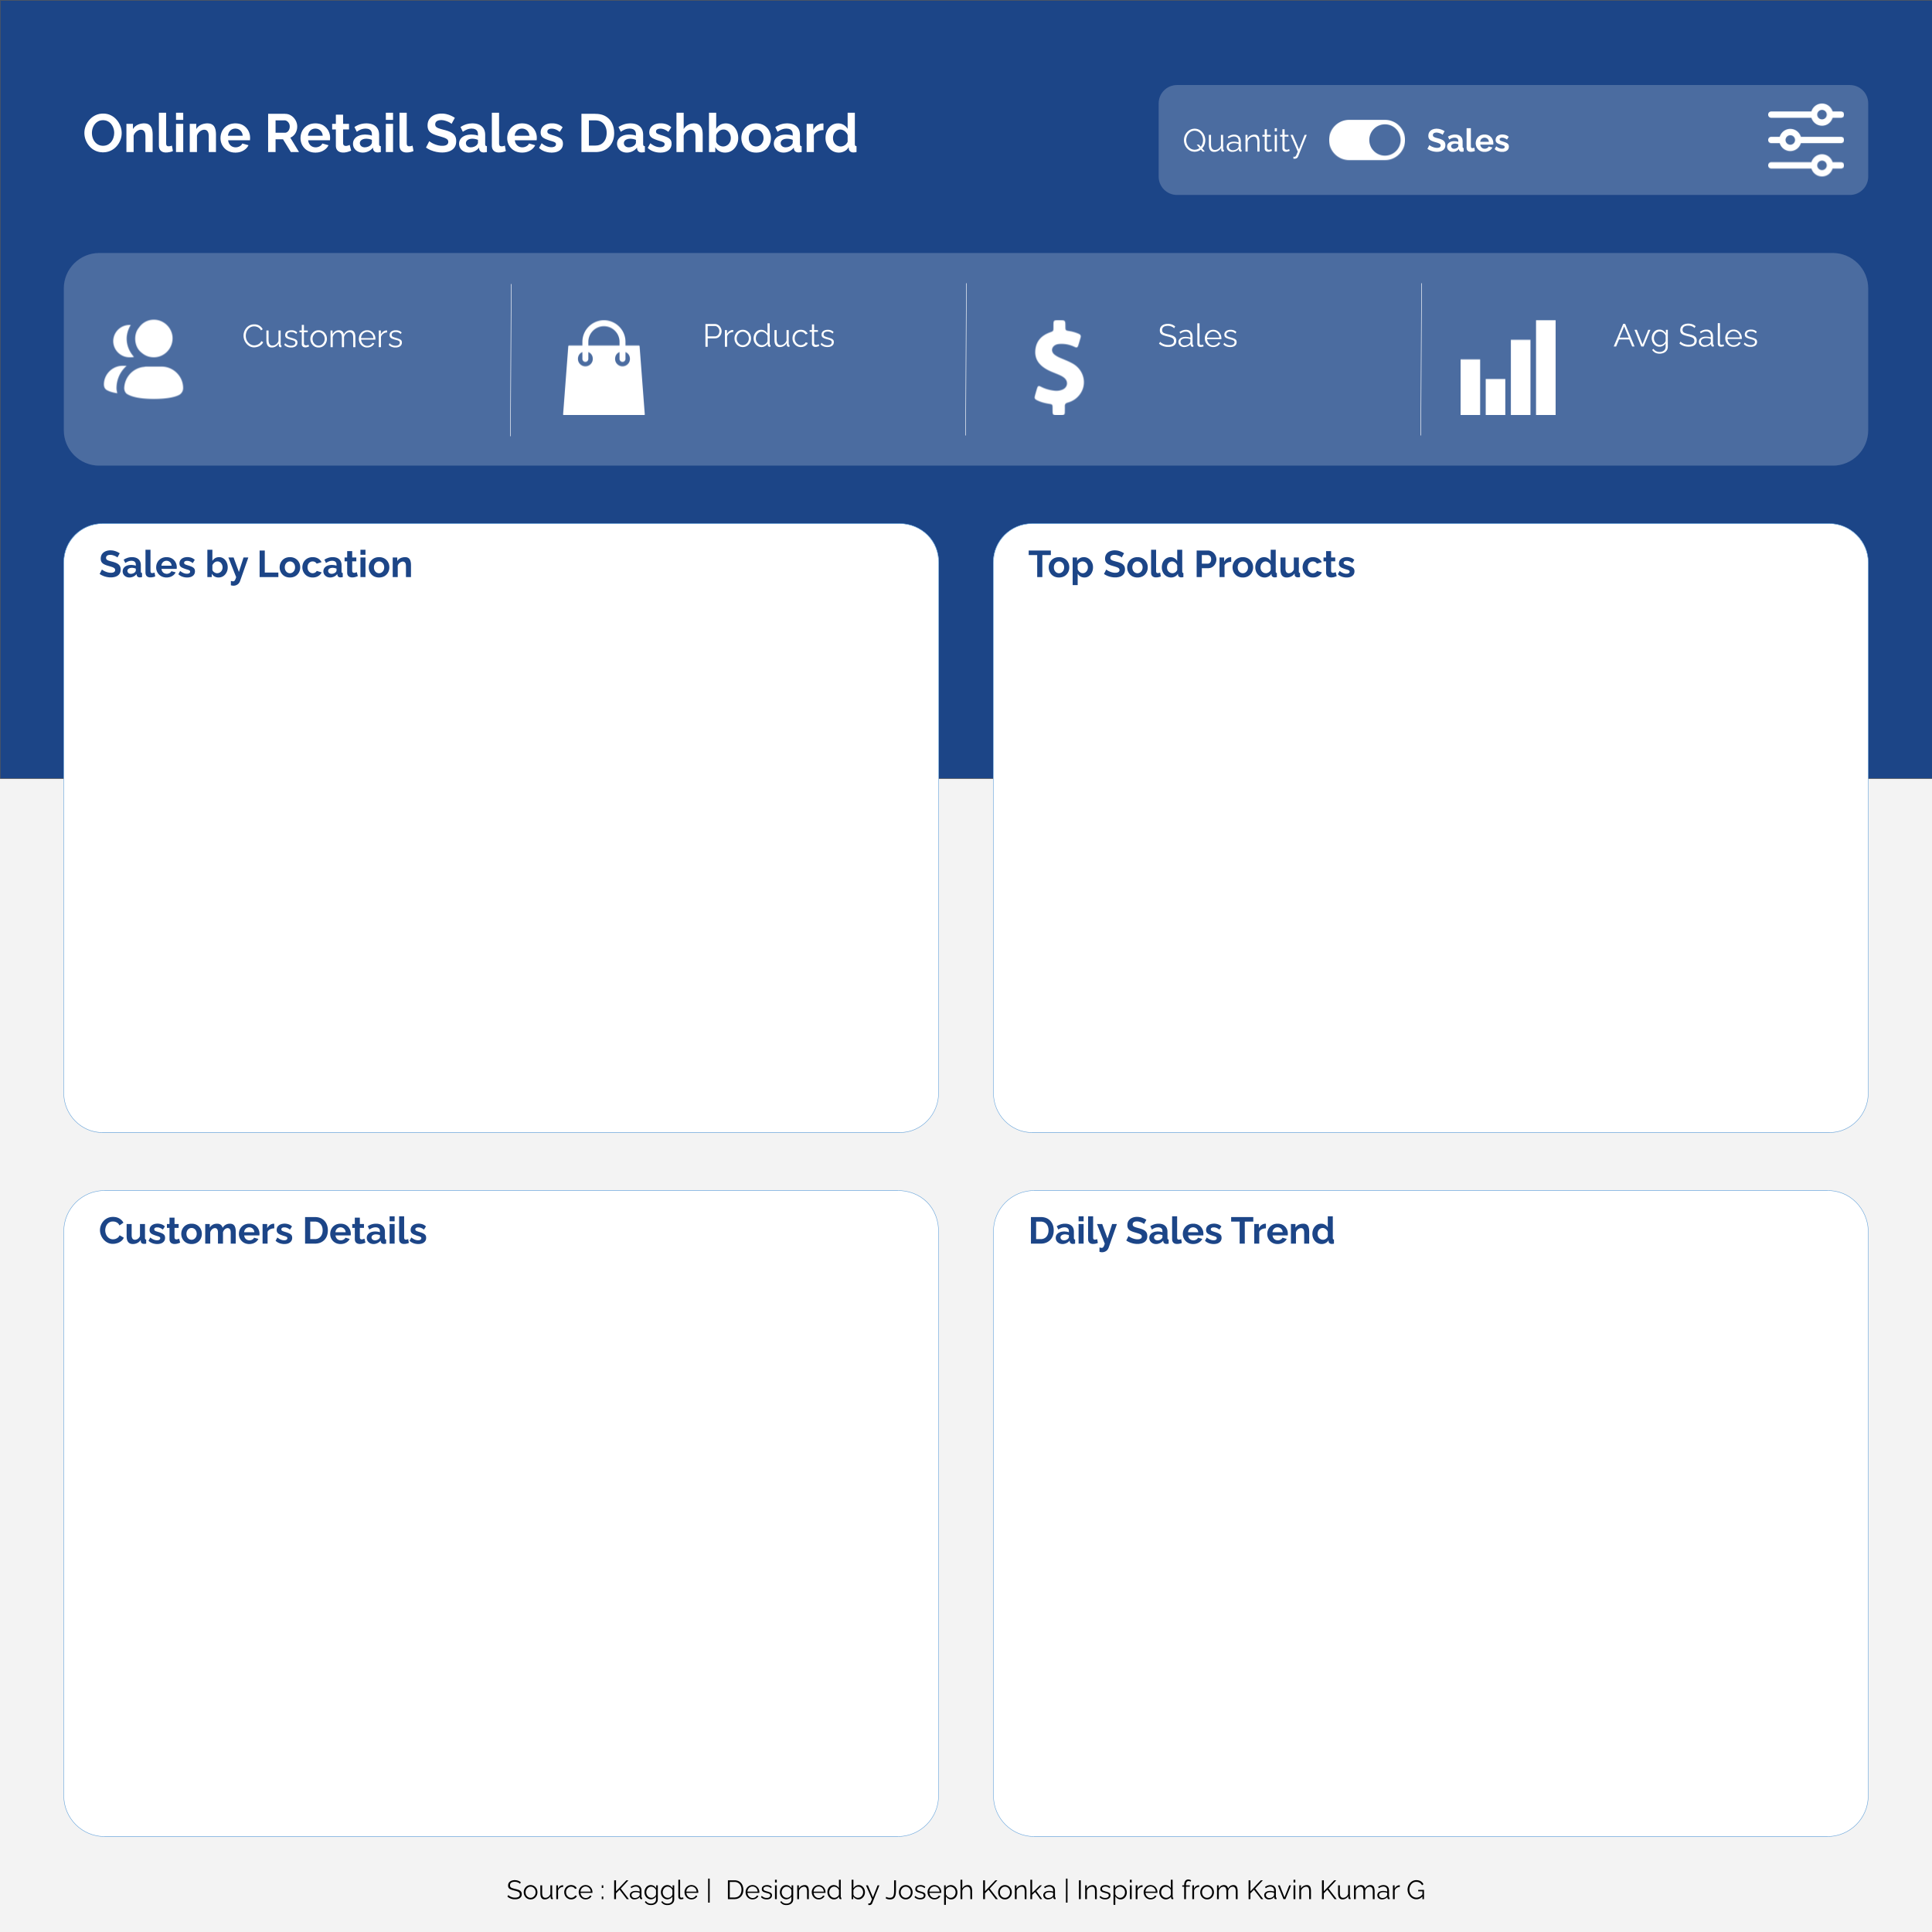 Online Retail Sales Dashboard
Quantity Sales
Customers Products Sales Avg Sales
Sales by Location
Top Sold Products
Customers Details
Daily Sales Trend
Source : Kaggle |  Designed by Joseph Konka | Inspired from Kavin Kumar G